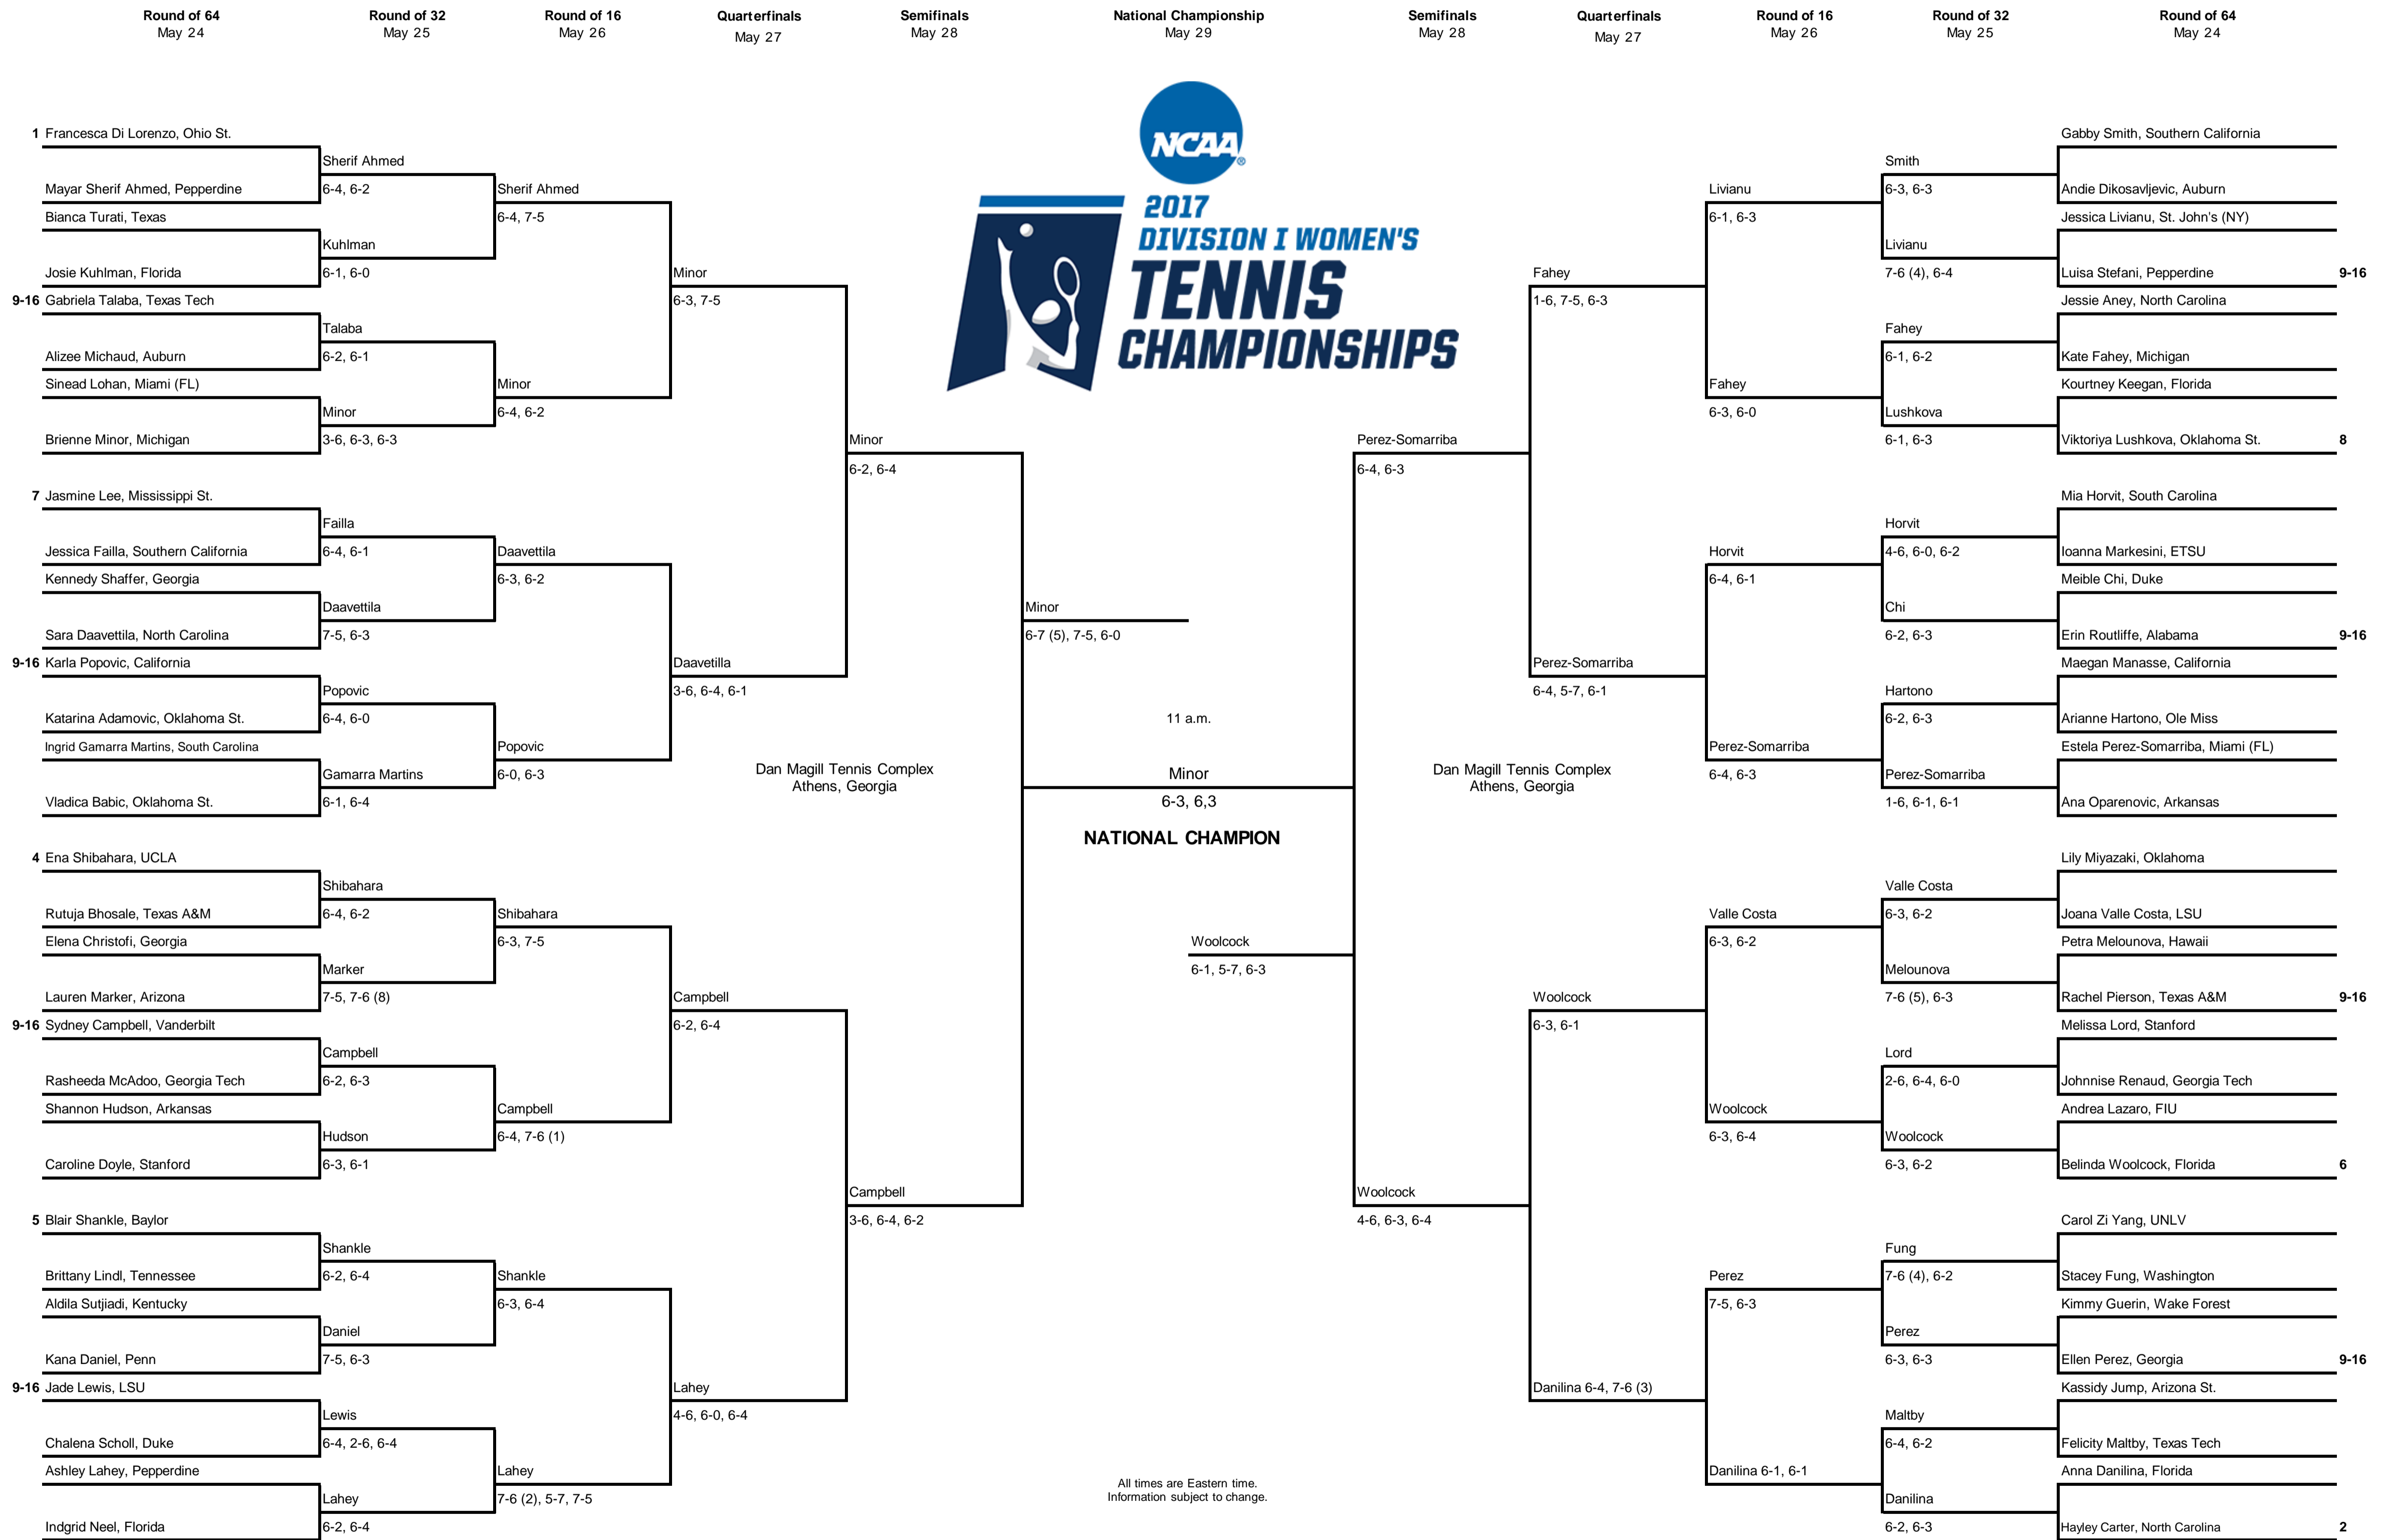 Round of 64
May 24
Round of 32
May 25
Round of 16
May 26
Quarterfinals
May 27
Semifinals
May 28
National Championship
May 29
Semifinals
May 28
Quarterfinals
May 27
Round of 16
May 26
Round of 32
May 25
Round of 64
May 24
NCAA®
2017
DIVISION I WOMEN'S
TENNIS
CHAMPIONSHIPS
1 Francesca Di Lorenzo, Ohio St.
Mayar Sherif Ahmed, Pepperdine
Bianca Turati, Texas
Josie Kuhlman, Florida
9-16 Gabriela Talaba, Texas Tech
Alizee Michaud, Auburn
Sinead Lohan, Miami (FL)
Brienne Minor, Michigan
7 Jasmine Lee, Mississippi St.
Jessica Failla, Southern California
Kennedy Shaffer, Georgia
Sara Daavettila, North Carolina
9-16 Karla Popovic, California
Katarina Adamovic, Oklahoma St.
Ingrid Gamarra Martins, South Carolina
Vladica Babic, Oklahoma St.
4 Ena Shibahara, UCLA
Rutuja Bhosale, Texas A&M
Elena Christofi, Georgia
Lauren Marker, Arizona
9-16 Sydney Campbell, Vanderbilt
Rasheeda McAdoo, Georgia Tech
Shannon Hudson, Arkansas
Caroline Doyle, Stanford
5 Blair Shankle, Baylor
Brittany Lindl, Tennessee
Aldila Sutjiadi, Kentucky
Kana Daniel, Penn
9-16 Jade Lewis, LSU
Chalena Scholl, Duke
Ashley Lahey, Pepperdine
Indgrid Neel, Florida
Sherif Ahmed
6-4, 6-2
Kuhlman
6-1, 6-0
Talaba
6-2, 6-1
Minor
3-6, 6-3, 6-3
Failla
6-4, 6-1
Daavettila
7-5, 6-3
Popovic
6-4, 6-0
Gamarra Martins
6-1, 6-4
Shibahara
6-4, 6-2
Marker
7-5, 7-6 (8)
Campbell
6-2, 6-3
Hudson
6-3, 6-1
Shankle
6-2, 6-4
Daniel
7-5, 6-3
Lewis
6-4, 2-6, 6-4
Lahey
6-2, 6-4
Sherif Ahmed
6-4, 7-5
Minor
6-4, 6-2
Daavettila
6-3, 6-2
Popovic
6-0, 6-3
Shibahara
6-3, 7-5
Campbell
6-4, 7-6 (1)
Shankle
6-3, 6-4
Lahey
7-6 (2), 5-7, 7-5
Minor
6-3, 7-5
Daavetilla
3-6, 6-4, 6-1
Campbell
6-2, 6-4
Lahey
4-6, 6-0, 6-4
Minor
6-2, 6-4
Campbell
3-6, 6-4, 6-2
Dan Magill Tennis Complex
Athens, Georgia
Minor
6-7 (5), 7-5, 6-0
11 a.m.
Minor
6-3, 6,3
NATIONAL CHAMPION
Woolcock
6-1, 5-7, 6-3
All times are Eastern time.
Information subject to change.
Perez-Somarriba
6-4, 6-3
Dan Magill Tennis Complex
Athens, Georgia
Woolcock
4-6, 6-3, 6-4
Fahey
1-6, 7-5, 6-3
Perez-Somarriba
6-4, 5-7, 6-1
Woolcock
6-3, 6-1
Danilina 6-4, 7-6 (3)
Livianu
6-1, 6-3
Fahey
6-3, 6-0
Horvit
6-4, 6-1
Perez-Somarriba
6-4, 6-3
Valle Costa
6-3, 6-2
Woolcock
6-3, 6-4
Perez
7-5, 6-3
Danilina 6-1, 6-1
Smith
6-3, 6-3
Livianu
7-6 (4), 6-4
Fahey
6-1, 6-2
Lushkova
6-1, 6-3
Horvit
4-6, 6-0, 6-2
Chi
6-2, 6-3
Hartono
6-2, 6-3
Perez-Somarriba
1-6, 6-1, 6-1
Valle Costa
6-3, 6-2
Melounova
7-6 (5), 6-3
Lord
2-6, 6-4, 6-0
Woolcock
6-3, 6-2
Fung
7-6 (4), 6-2
Perez
6-3, 6-3
Maltby
6-4, 6-2
Danilina
6-2, 6-3
Gabby Smith, Southern California
Andie Dikosavljevic, Auburn
Jessica Livianu, St. John's (NY)
Luisa Stefani, Pepperdine 9-16
Jessie Aney, North Carolina
Kate Fahey, Michigan
Kourtney Keegan, Florida
Viktoriya Lushkova, Oklahoma St. 8
Mia Horvit, South Carolina
Ioanna Markesini, ETSU
Meible Chi, Duke
Erin Routliffe, Alabama 9-16
Maegan Manasse, California
Arianne Hartono, Ole Miss
Estela Perez-Somarriba, Miami (FL)
Ana Oparenovic, Arkansas
Lily Miyazaki, Oklahoma
Joana Valle Costa, LSU
Petra Melounova, Hawaii
Rachel Pierson, Texas A&M 9-16
Melissa Lord, Stanford
Johnnise Renaud, Georgia Tech
Andrea Lazaro, FIU
Belinda Woolcock, Florida 6
Carol Zi Yang, UNLV
Stacey Fung, Washington
Kimmy Guerin, Wake Forest
Ellen Perez, Georgia 9-16
Kassidy Jump, Arizona St.
Felicity Maltby, Texas Tech
Anna Danilina, Florida
Hayley Carter, North Carolina 2